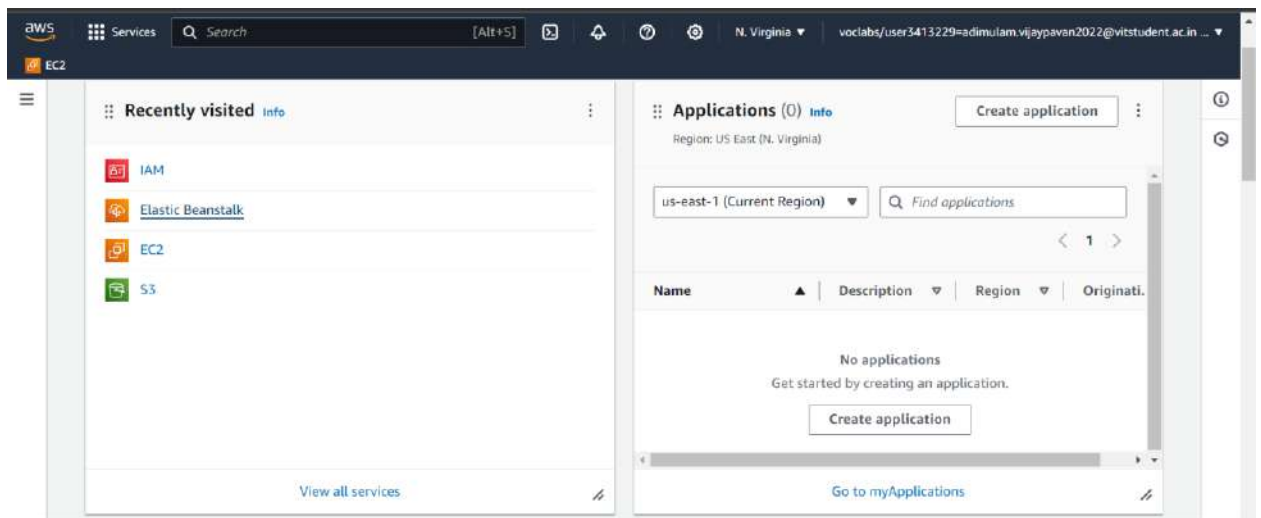 aws
Services
Search
[Alt+S]
N. Virginia
voclabs/user3413229=adimulam.vijaypavan2022@vitstudent.ac.in ...
EC2
Recently visited Info
IAM
Elastic Beanstalk
EC2
S3
View all services
Applications (0) Info
Create application
Region: US East (N. Virginia)
us-east-1 (Current Region)
Find applications
1
Name
Description
Region
Originati.
No applications
Get started by creating an application.
Create application
Go to myApplications